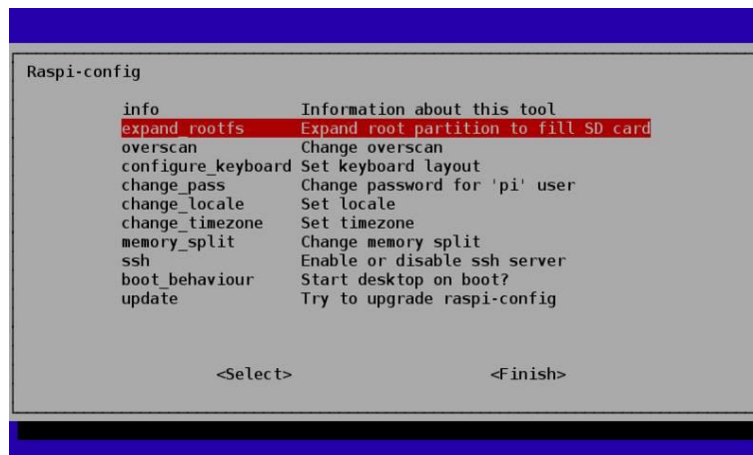 Raspi-config
info Information about this tool
expand_rootfs Expand root partition to fill SD card
overscan Change overscan
configure_keyboard Set keyboard layout
change_pass Change password for 'pi' user
change_locale Set locale
change_timezone Set timezone
memory_split Change memory split
ssh Enable or disable ssh server
boot_behaviour Start desktop on boot?
update Try to upgrade raspi-config
<Select> <Finish>